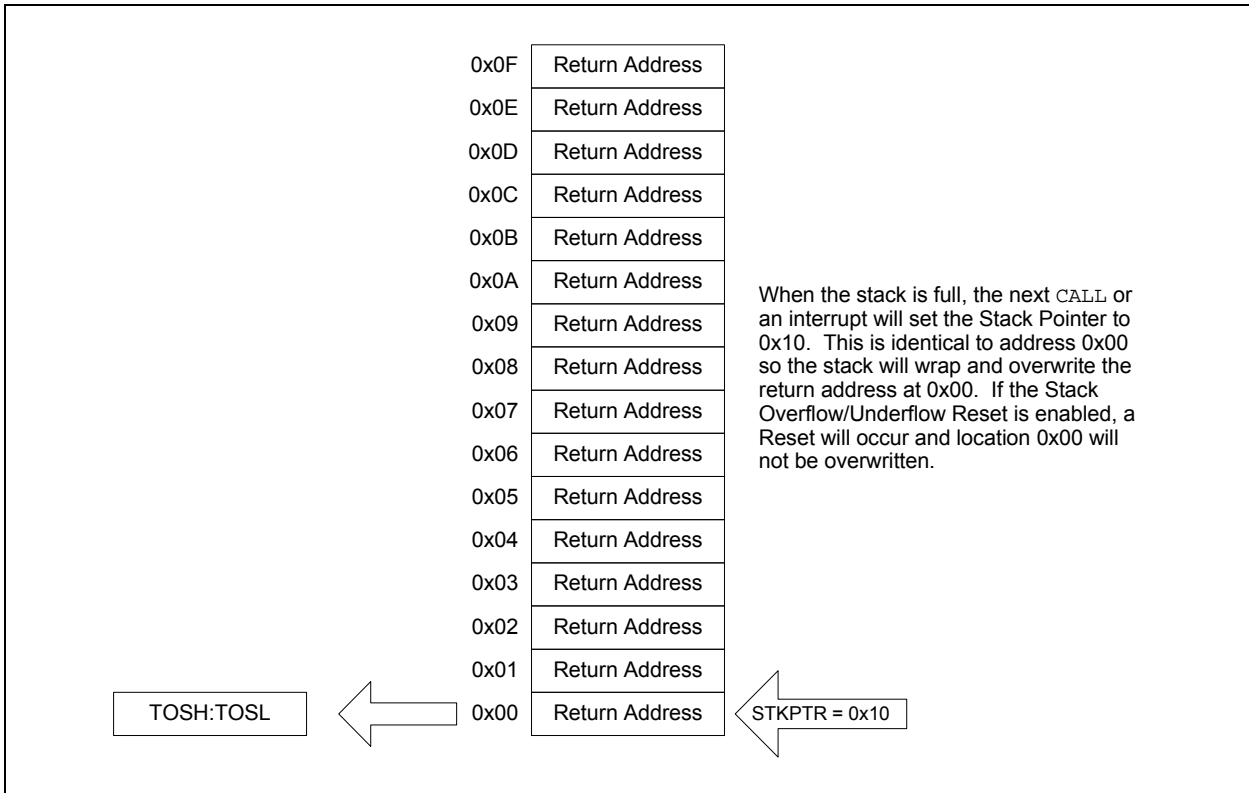 0x0F Return Address
0x0E Return Address
0x0D Return Address
0x0C Return Address
0x0B Return Address
0x0A Return Address
0x09 Return Address
0x08 Return Address
0x07 Return Address
0x06 Return Address
0x05 Return Address
0x04 Return Address
0x03 Return Address
0x02 Return Address
0x01 Return Address
TOSH:TOSL 0x00 Return Address STKPTR = 0x10
When the stack is full, the next CALL or
an interrupt will set the Stack Pointer to
0x10. This is identical to address 0x00
so the stack will wrap and overwrite the
return address at 0x00. If the Stack
Overflow/Underflow Reset is enabled, a
Reset will occur and location 0x00 will
not be overwritten.